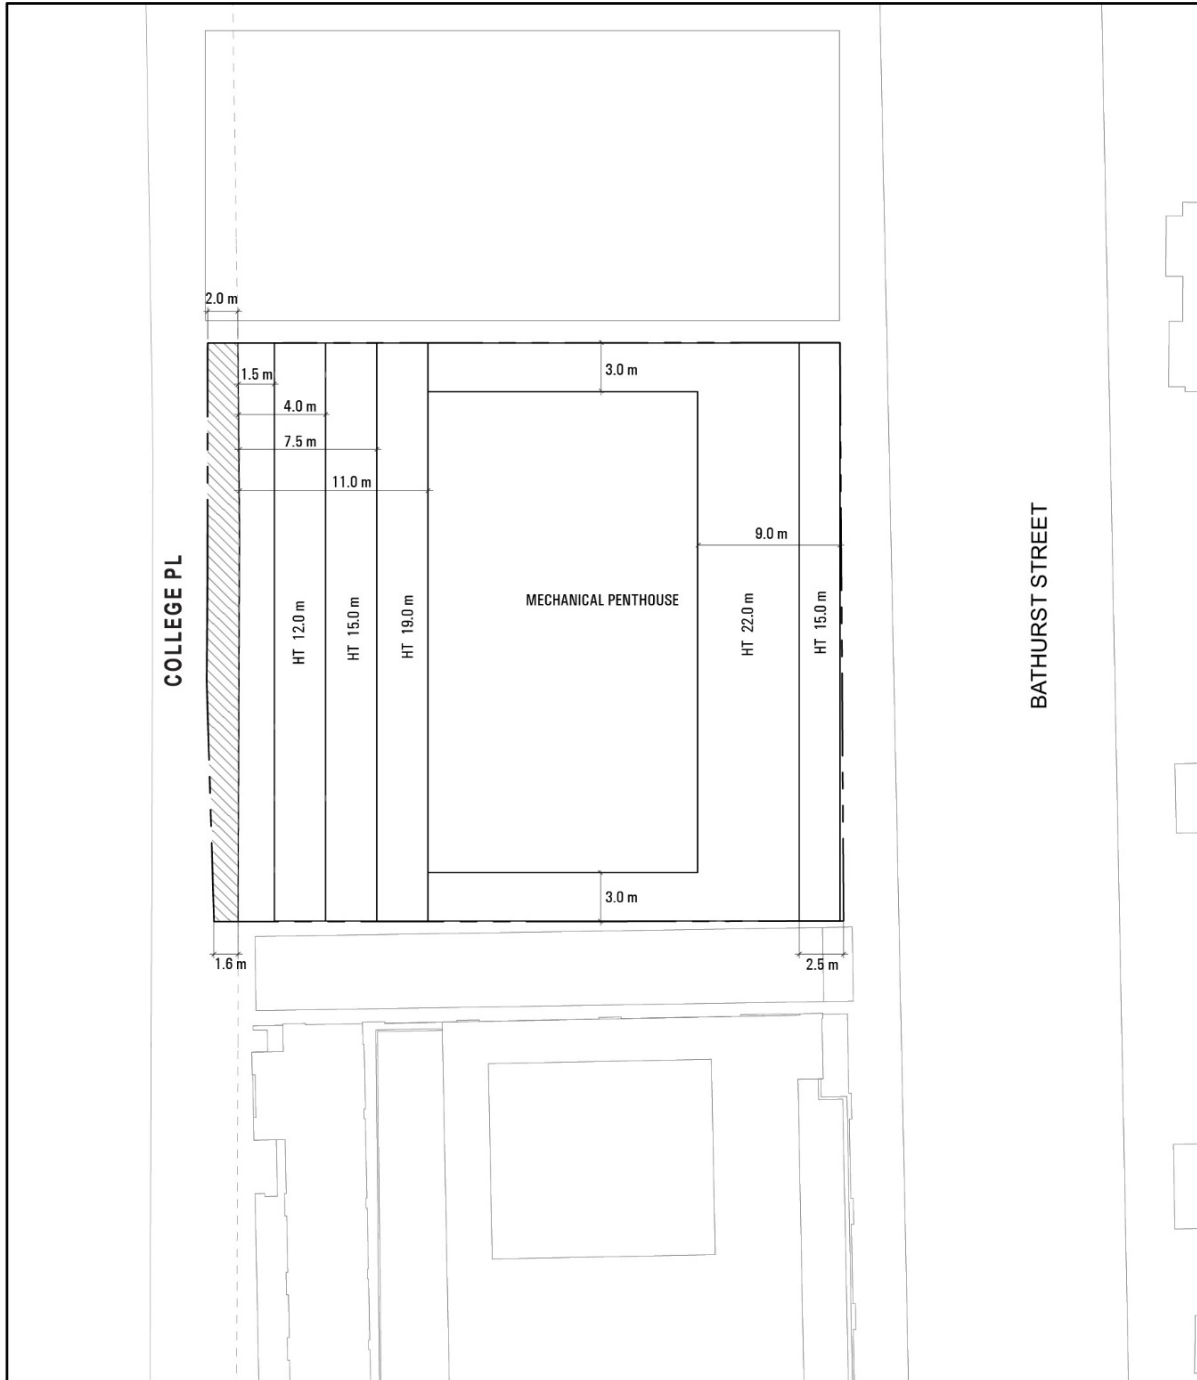 2.0 m
1.5 m
3.0 m
4.0 m
7.5 m
11.0 m
9.0 m
COLLEGE PL
HT 12.0 m
HT 15.0 m
HT 19.0 m
MECHANICAL PENTHOUSE
HT 22.0 m
HT 15.0 m
BATHURST STREET
3.0 m
1.6 m
2.5 m